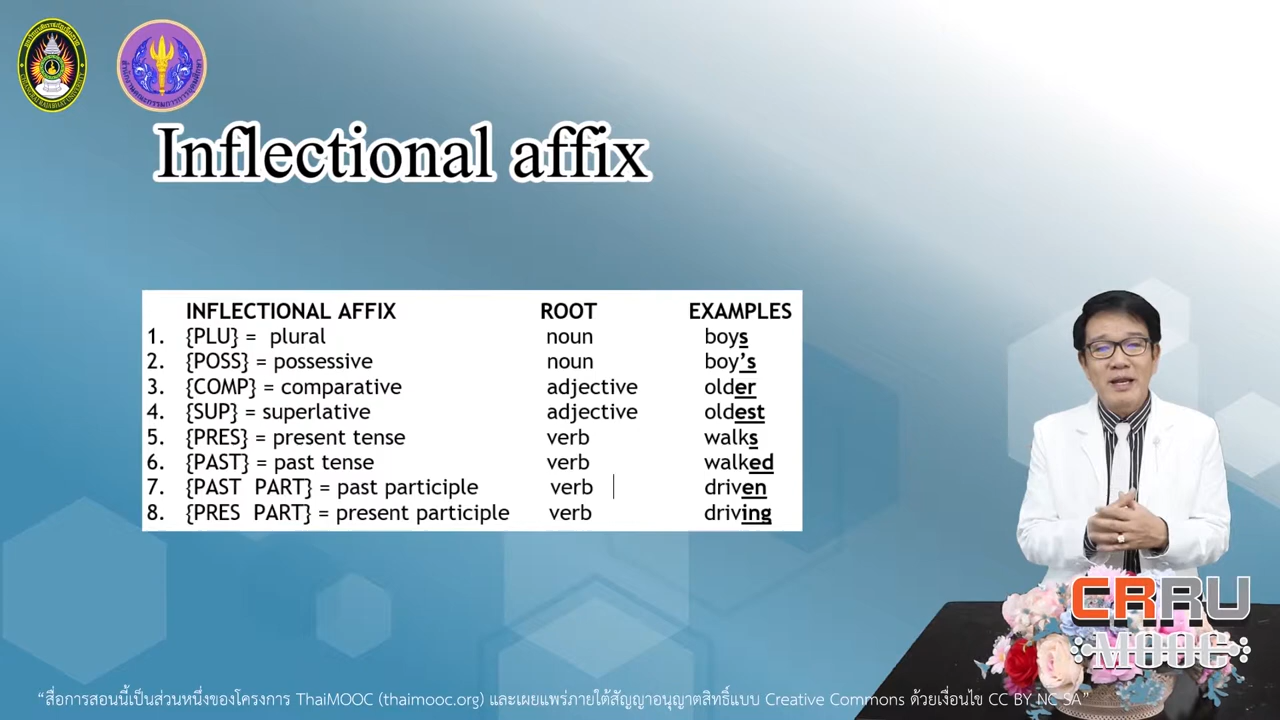 Inflectional affix
INFLECTIONAL AFFIX ROOT EXAMPLES
1. {PLU} = plural noun boys
2. {POSS} = possessive noun boy’s
3. {COMP} = comparative adjective older
4. {SUP} = superlative adjective oldest
5. {PRES} = present tense verb walks
6. {PAST} = past tense verb walked
7. {PAST PART} = past participle verb driven
8. {PRES PART} = present participle verb driving
CRRU
MOOC
“สื่อการสอนนี้เป็นส่วนหนึ่งของโครงการ ThaiMOOC (thaimooc.org) และเผยแพร่ภายใต้สัญญาอนุญาตสิทธิ์แบบ Creative Commons ด้วยเงื่อนไข CC BY NC SA”